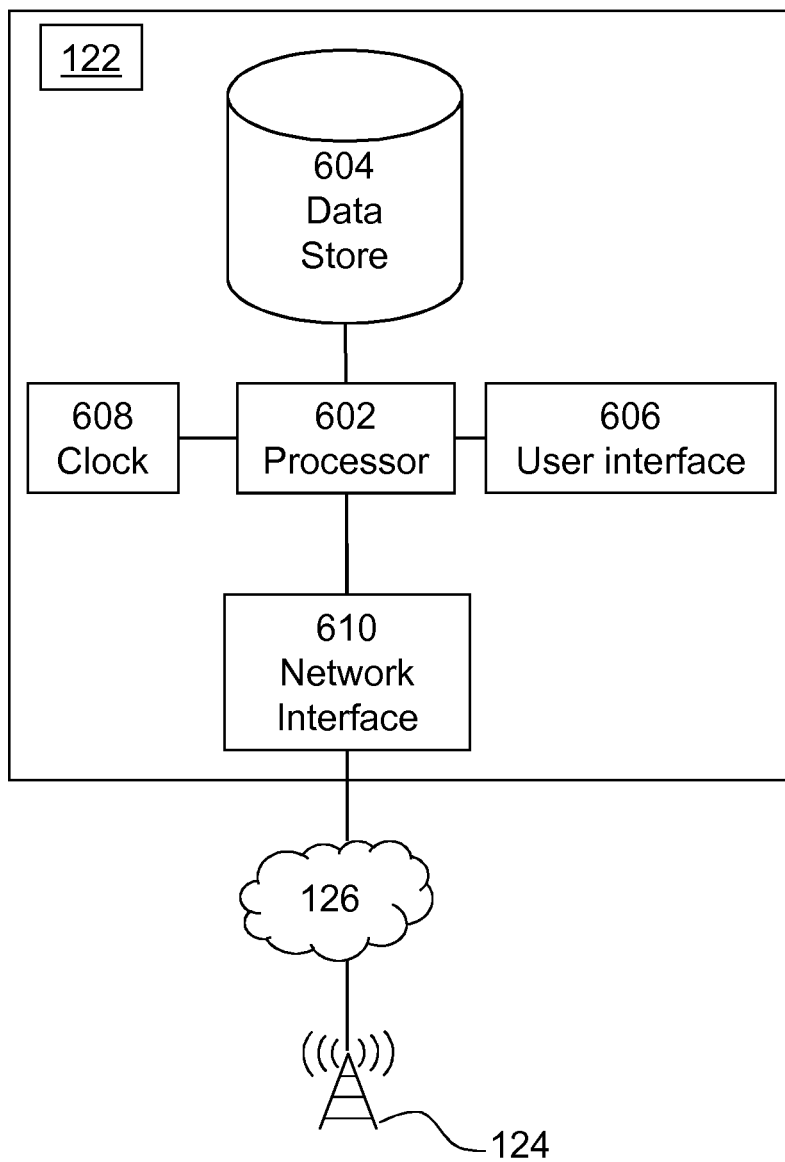 122
604
Data
Store
608
Clock
602
Processor
606
User interface
610
Network
Interface
126
124